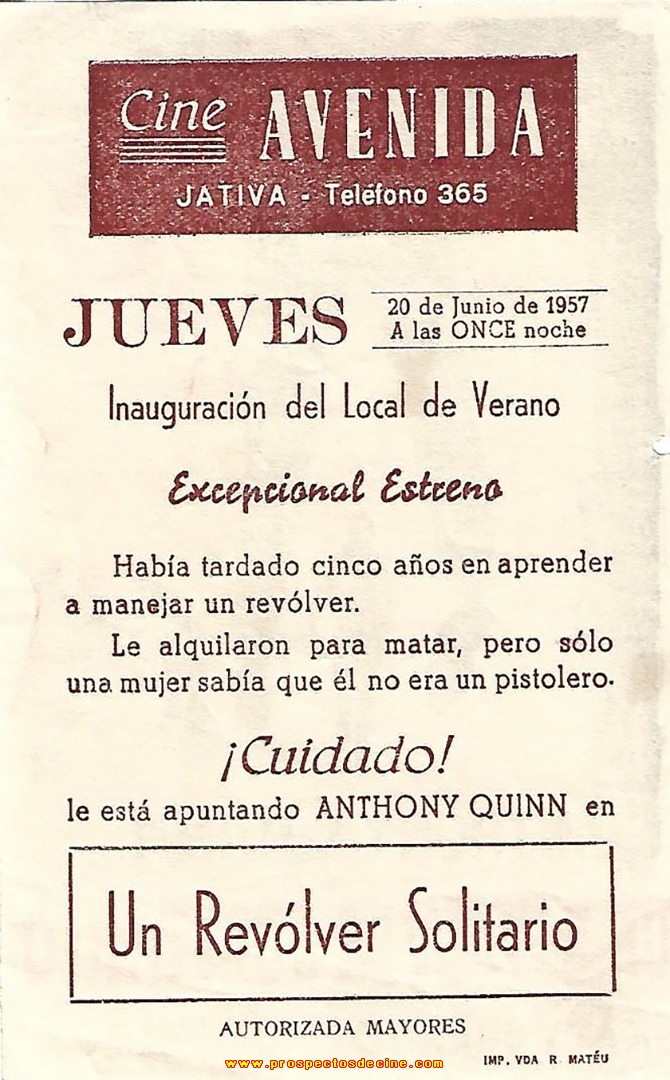 Cine AVENIDA
JATIVA - Teléfono 365
JUEVES
20 de Junio de 1957
A las ONCE noche
Inauguración del Local de Verano
Excepcional Estreno
Había tardado cinco años en aprender
a manejar un revólver.
Le alquilaron para matar, pero sólo
una mujer sabía que él no era un pistolero.
¡Cuidado!
le está apuntando ANTHONY QUINN en
Un Revólver Solitario
AUTORIZADA MAYORES
www.prospectosdecine.com
IMP. VDA R. MATÉU